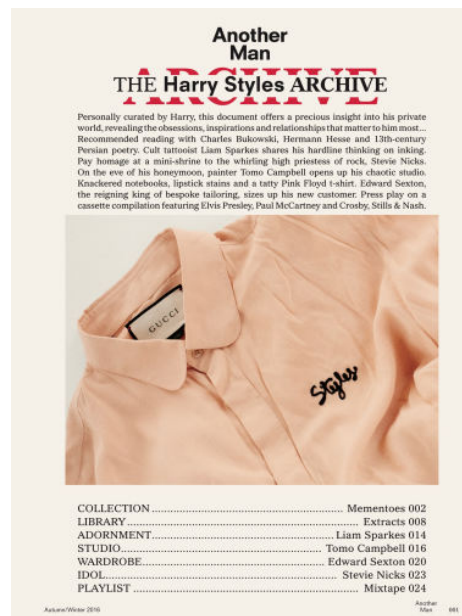 Another
Man
ARCHIVE
THE Harry Styles ARCHIVE
Personally curated by Harry, this document offers a precious insight into his private
world, revealing the obsessions, inspirations and relationships that matter to him most...
Recommended reading with Charles Bukowski, Hermann Hesse and 13th-century
Persian poetry. Cult tattooist Liam Sparkes shares his hardline thinking on inking.
Pay homage at a mini-shrine to the whirling high priestess of rock, Stevie Nicks.
On the eve of his honeymoon, painter Tomo Campbell opens up his chaotic studio.
Knackered notebooks, lipstick stains and a tatty Pink Floyd t-shirt. Edward Sexton,
the reigning king of bespoke tailoring, sizes up his new customer. Press play on a
cassette compilation featuring Elvis Presley, Paul McCartney and Crosby, Stills & Nash.
GUCCI
Styles
COLLECTION ........................................ Mementoes 002
LIBRARY ........................................ Extracts 008
ADORNMENT ........................................ Liam Sparkes 014
STUDIO ........................................ Tomo Campbell 016
WARDROBE ........................................ Edward Sexton 020
IDOL ........................................ Stevie Nicks 023
PLAYLIST ........................................ Mixtape 024
Autumn/Winter 2016
Another
Man 001